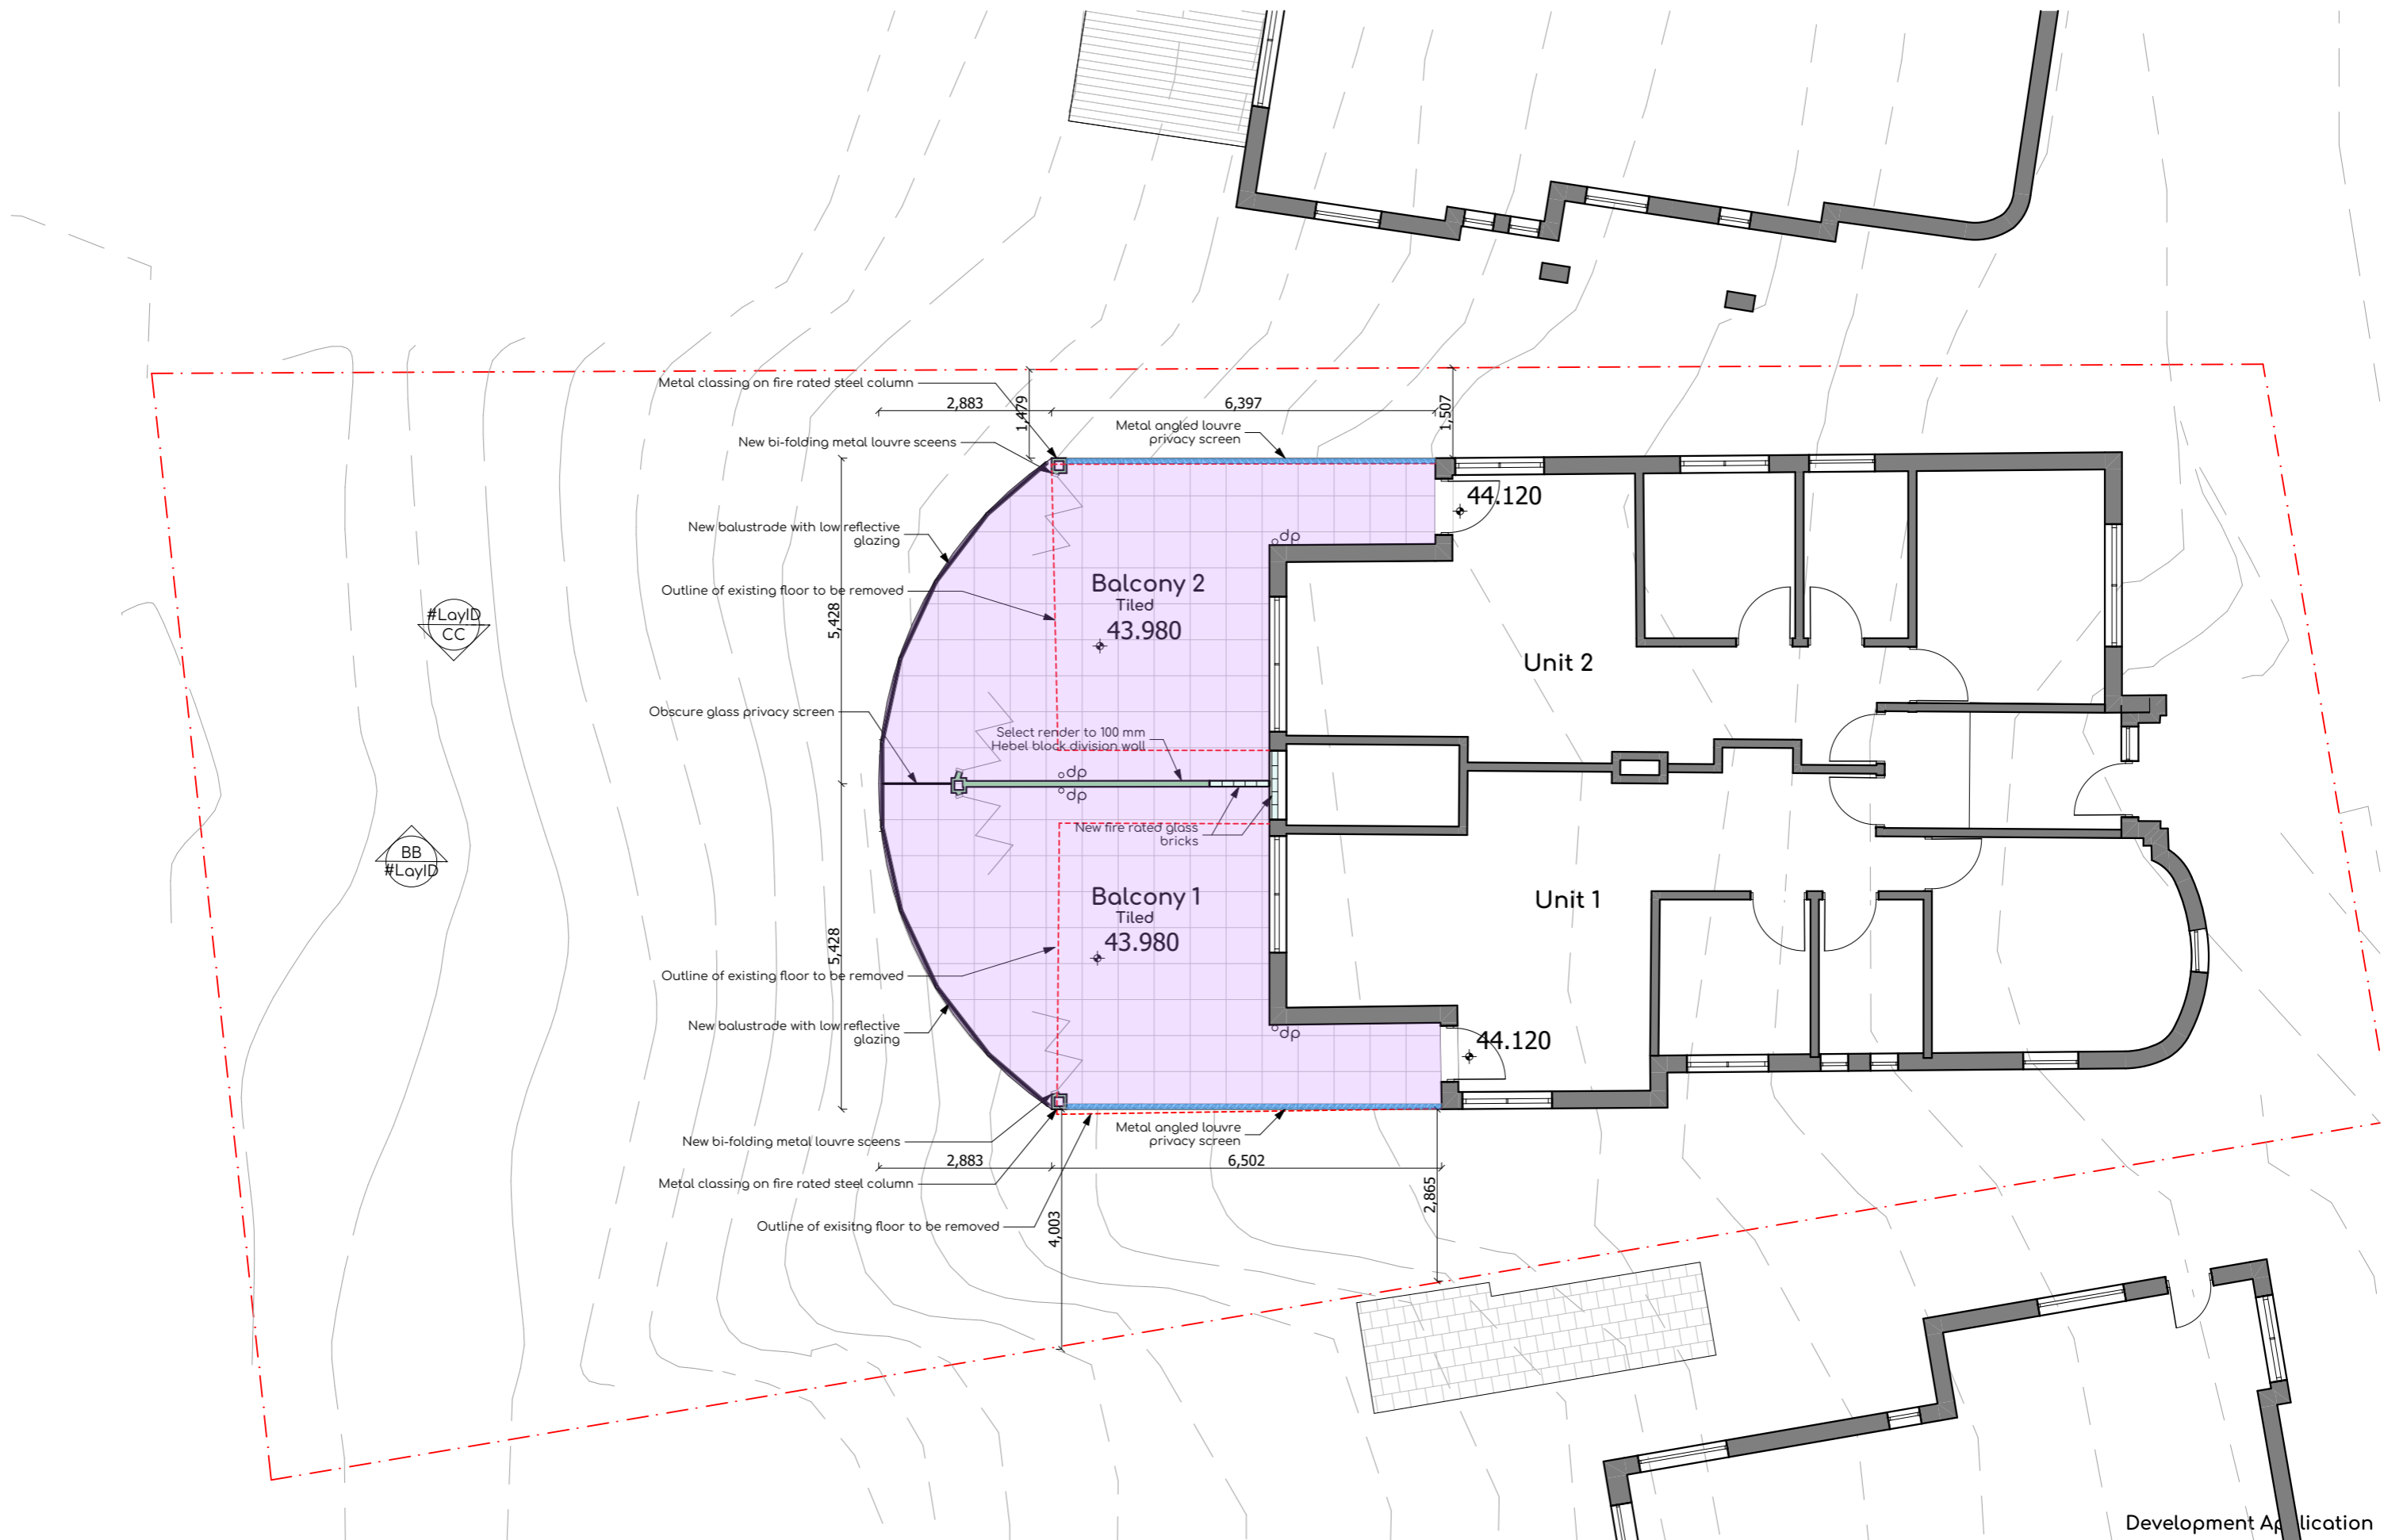 Metal classing on fire rated steel column
2,883
1,479
6,397
1,507
Metal angled louvre
privacy screen
New bi-folding metal louvre sceens
44.120
New balustrade with low reflective
glazing
dp
Balcony 2
Tiled
43.980
Outline of existing floor to be removed
5,428
#LayID
CC
Unit 2
Obscure glass privacy screen
Select render to 100 mm
Hebel block division wall
dp
dp
New fire rated glass
bricks
BB
#LayID
Balcony 1
Tiled
43.980
Unit 1
5,428
Outline of existing floor to be removed
New balustrade with low reflective
glazing
dp
44.120
Metal angled louvre
privacy screen
New bi-folding metal louvre sceens
2,883
6,502
Metal classing on fire rated steel column
2,865
4,003
Outline of exisitng floor to be removed
Development Application